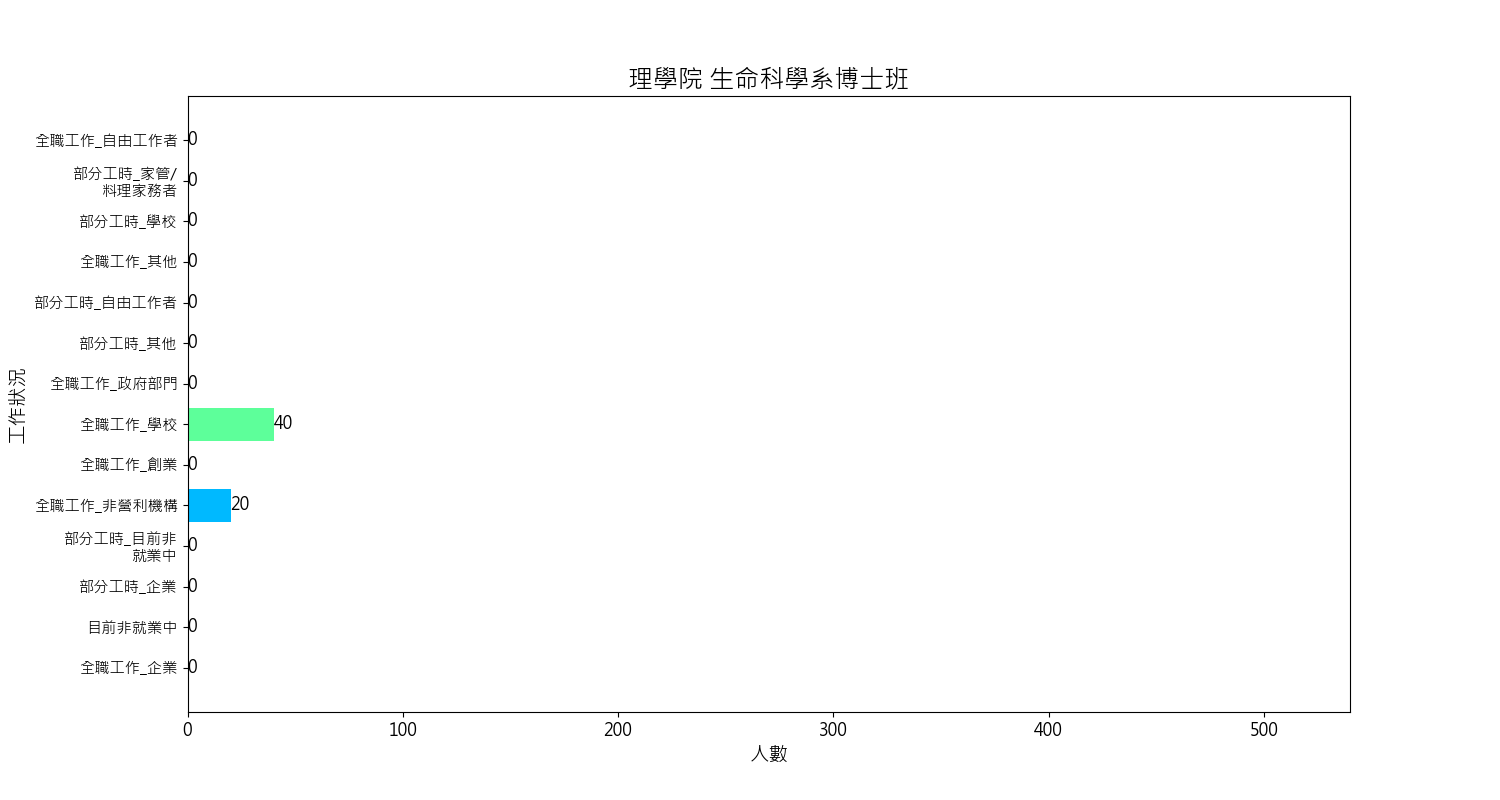 理學院 生命科學系博士班
全職工作_自由工作者
0
部分工時_家管/
料理家務者
0
部分工時_學校
0
全職工作_其他
0
部分工時_自由工作者
0
部分工時_其他
0
全職工作_政府部門
0
全職工作_學校
40
全職工作_創業
0
全職工作_非營利機構
20
部分工時_目前非
就業中
0
部分工時_企業
0
目前非就業中
0
全職工作_企業
0
工作狀況
0 100 200 300 400 500
人數